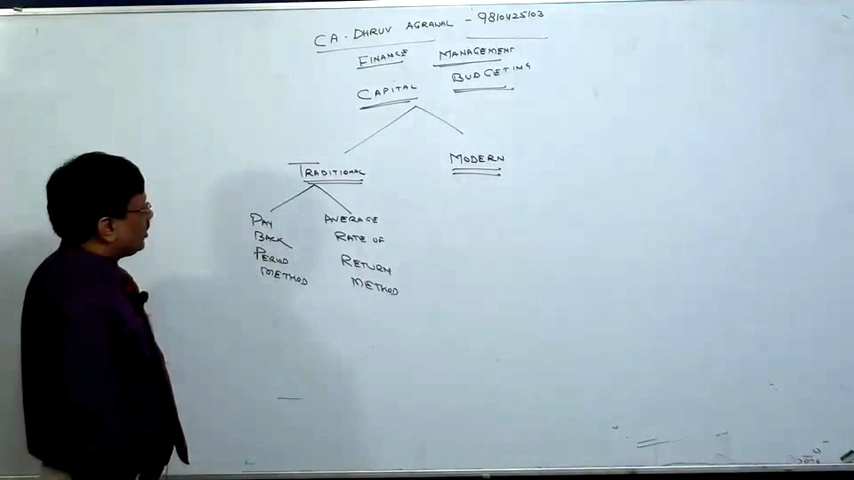 CA. DHRUV AGRAWAL - 9810425103
FINANCE MANAGEMENT
CAPITAL BUDGETING
TRADITIONAL
MODERN
PAY
BACK
PERIOD
METHOD
AVERAGE
RATE OF
RETURN
METHOD